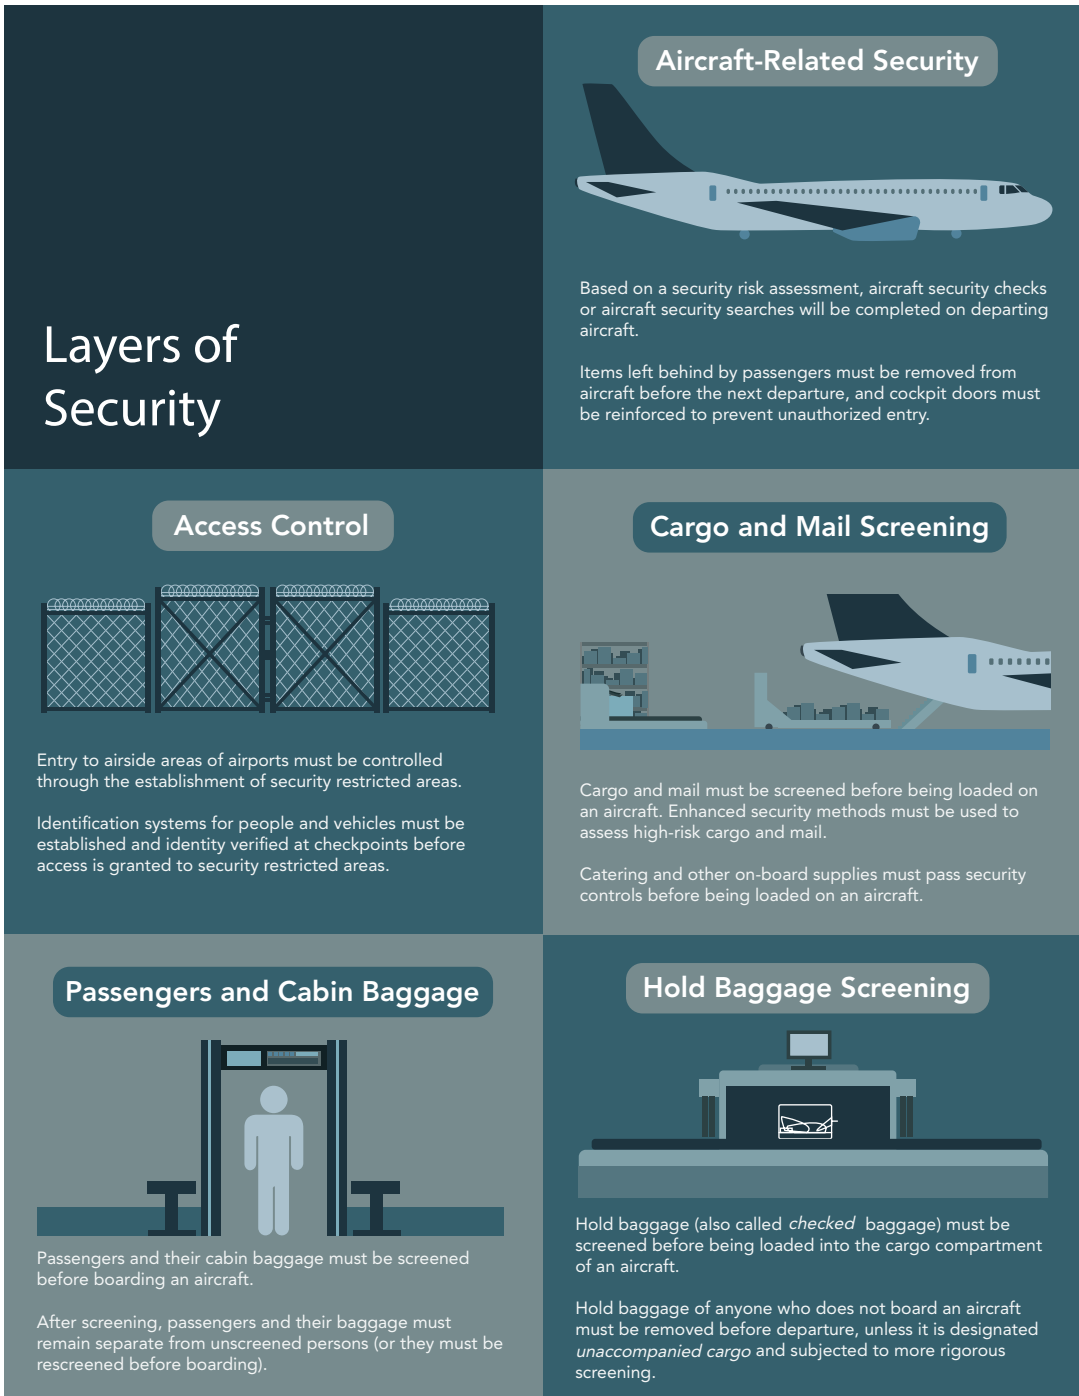 Layers of
Security
Aircraft-Related Security
Based on a security risk assessment, aircraft security checks
or aircraft security searches will be completed on departing
aircraft.
Items left behind by passengers must be removed from
aircraft before the next departure, and cockpit doors must
be reinforced to prevent unauthorized entry.
Access Control
Entry to airside areas of airports must be controlled
through the establishment of security restricted areas.
Identification systems for people and vehicles must be
established and identity verified at checkpoints before
access is granted to security restricted areas.
Cargo and Mail Screening
Cargo and mail must be screened before being loaded on
an aircraft. Enhanced security methods must be used to
assess high-risk cargo and mail.
Catering and other on-board supplies must pass security
controls before being loaded on an aircraft.
Passengers and Cabin Baggage
Passengers and their cabin baggage must be screened
before boarding an aircraft.
After screening, passengers and their baggage must
remain separate from unscreened persons (or they must be
rescreened before boarding).
Hold Baggage Screening
Hold baggage (also called checked baggage) must be
screened before being loaded into the cargo compartment
of an aircraft.
Hold baggage of anyone who does not board an aircraft
must be removed before departure, unless it is designated
unaccompanied cargo and subjected to more rigorous
screening.